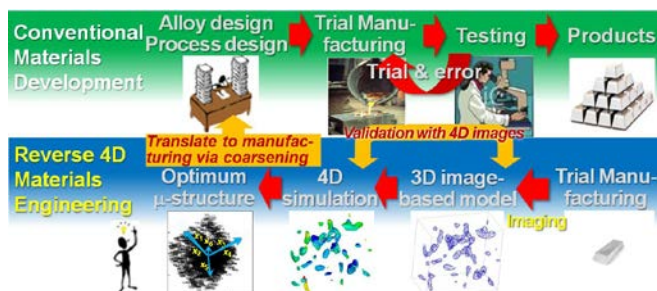 Conventional
Materials
Development
Alloy design
Process design
Trial Manu-
facturing
Testing
Products
Trial & error
Translate to manufac-
turing via coarsening
Validation with 4D images
Reverse 4D
Materials
Engineering
Optimum
μ-structure
4D
simulation
3D image-
based model
Trial Manu-
facturing
Imaging